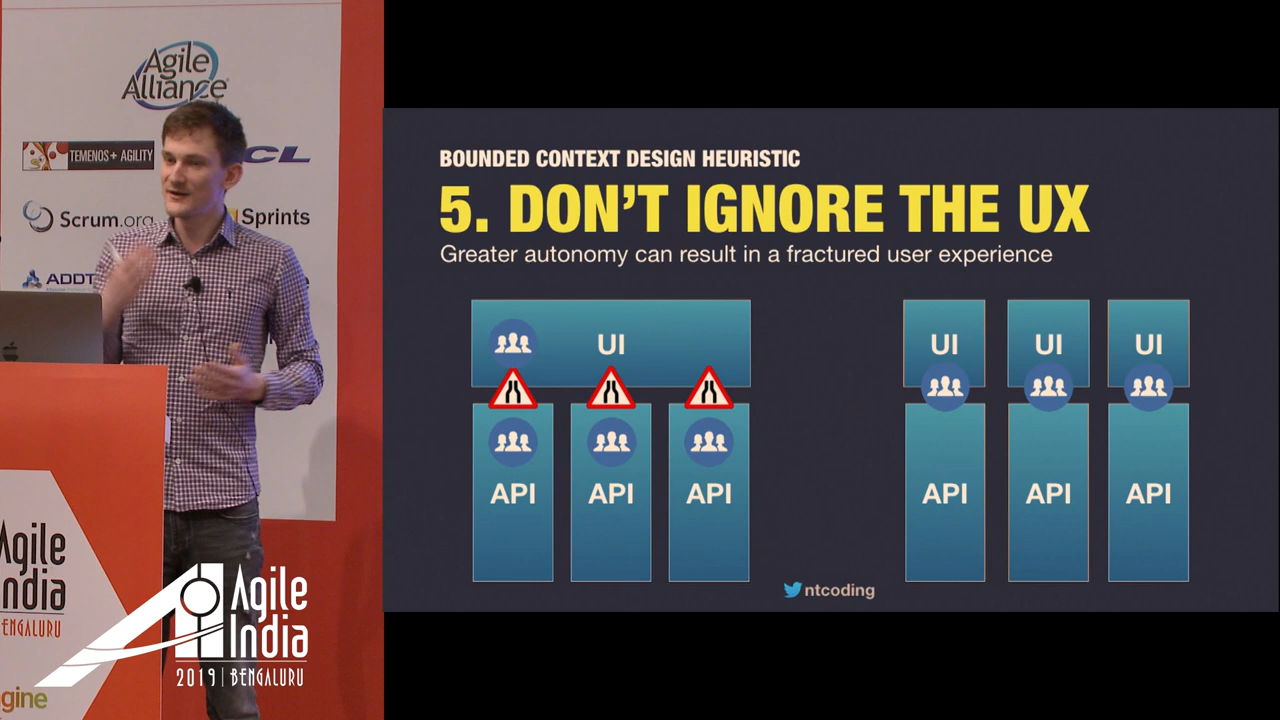 Agile
Alliance
TEMENOS+ AGILITY
CL
Scrum.org
Sprints
ADDT
BOUNDED CONTEXT DESIGN HEURISTIC
5. DON'T IGNORE THE UX
Greater autonomy can result in a fractured user experience
UI
UI
UI
UI
API
API
API
API
API
API
ntcoding
Agile
India
BENGALURU
gine
Agile
India
2019 | BENGALURU